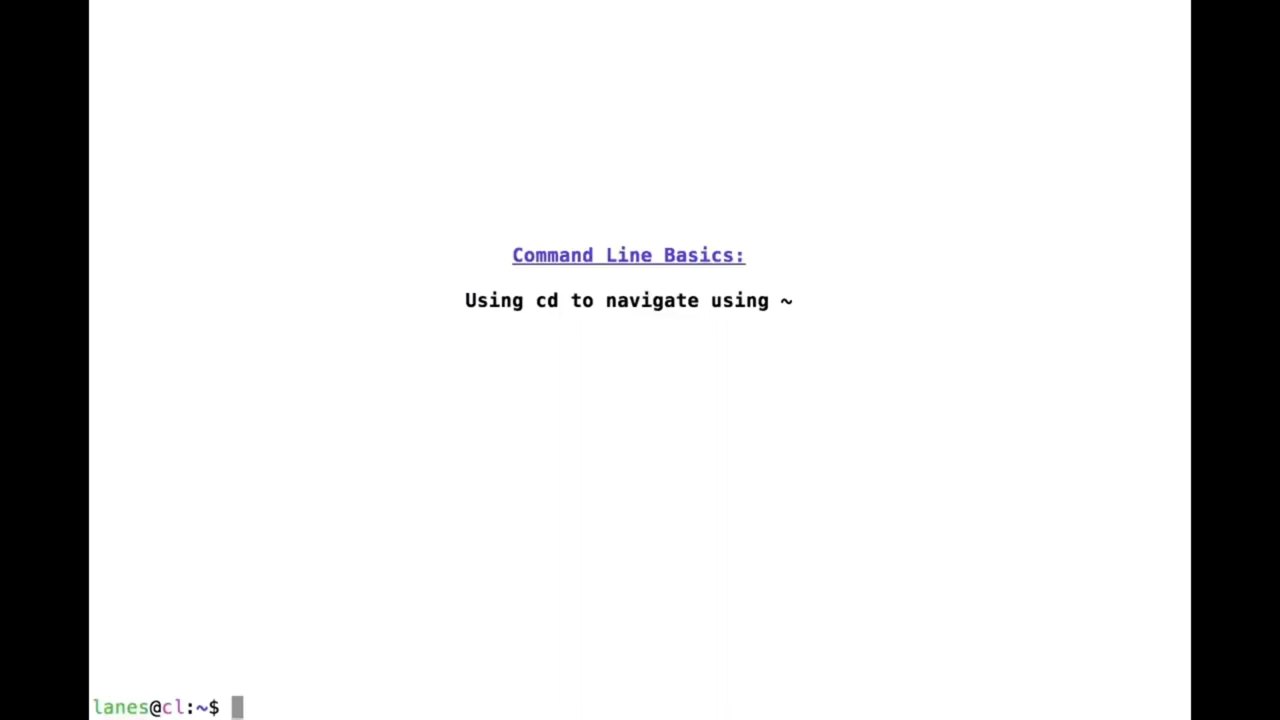 Command Line Basics:
Using cd to navigate using ~
lanes@cl:~$